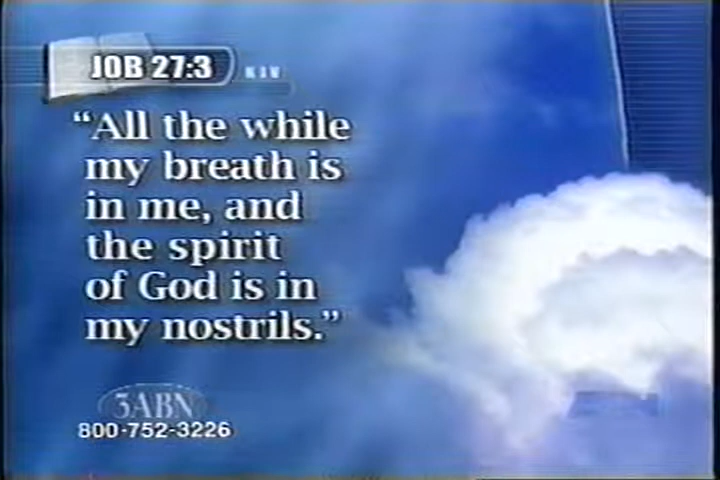 JOB 27:3 KJV
“All the while
my breath is
in me, and
the spirit
of God is in
my nostrils.”
3ABN
800-752-3226